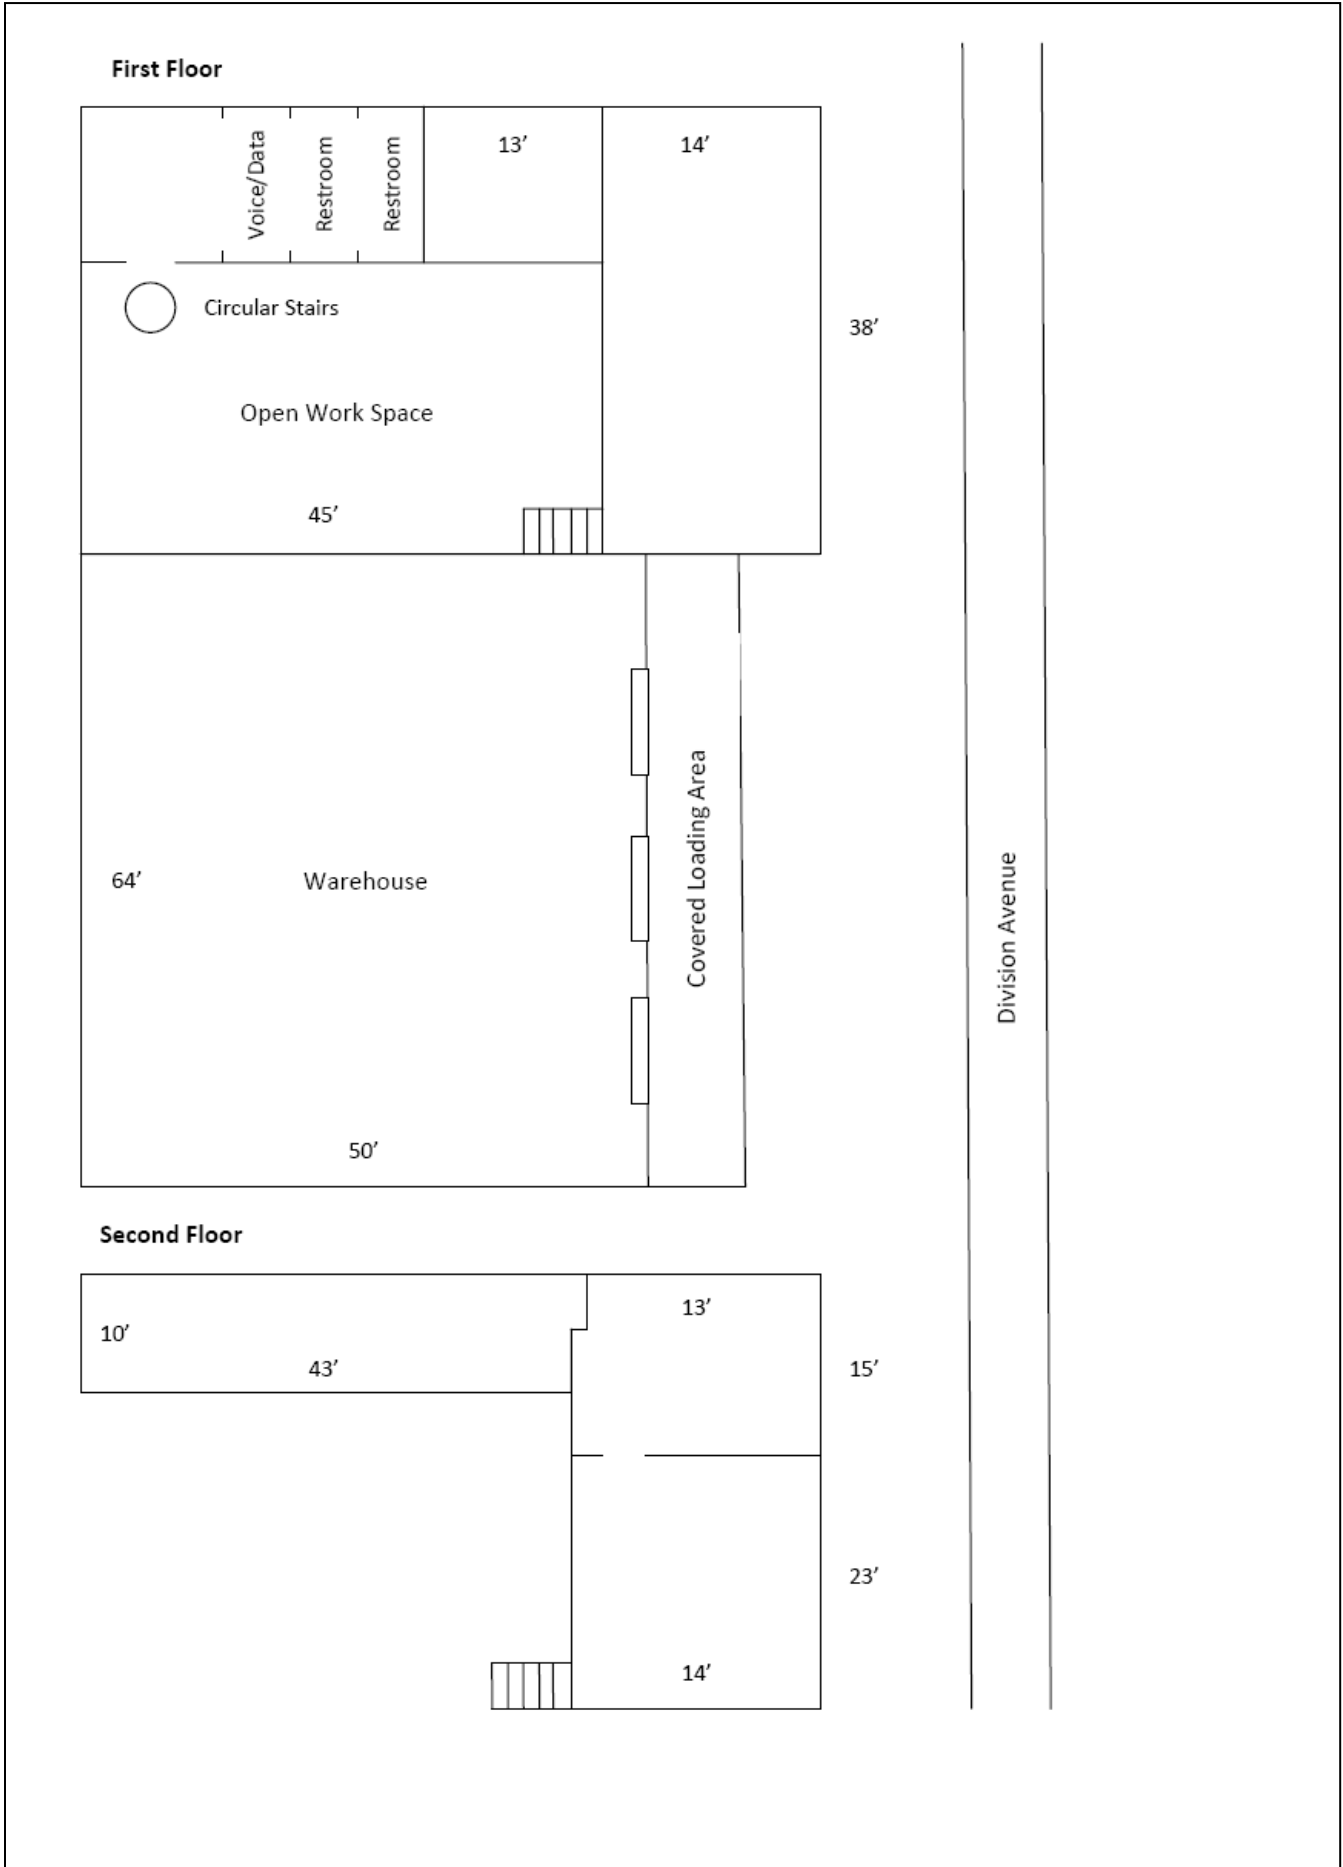 First Floor
Voice/Data
Restroom
Restroom
13’
14’
Circular Stairs
38’
Open Work Space
45’
Covered Loading Area
64’
Warehouse
Division Avenue
50’
Second Floor
13’
10’
43’
15’
23’
14’